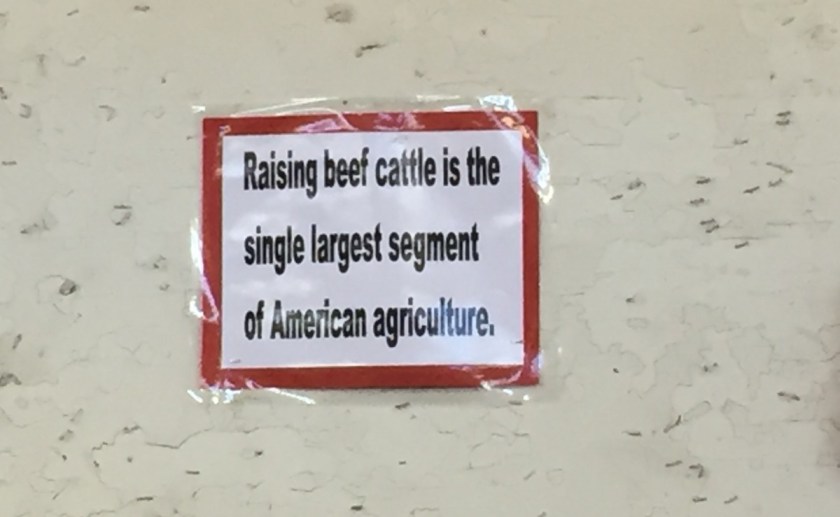 Raising beef cattle is the
single largest segment
of American agriculture.